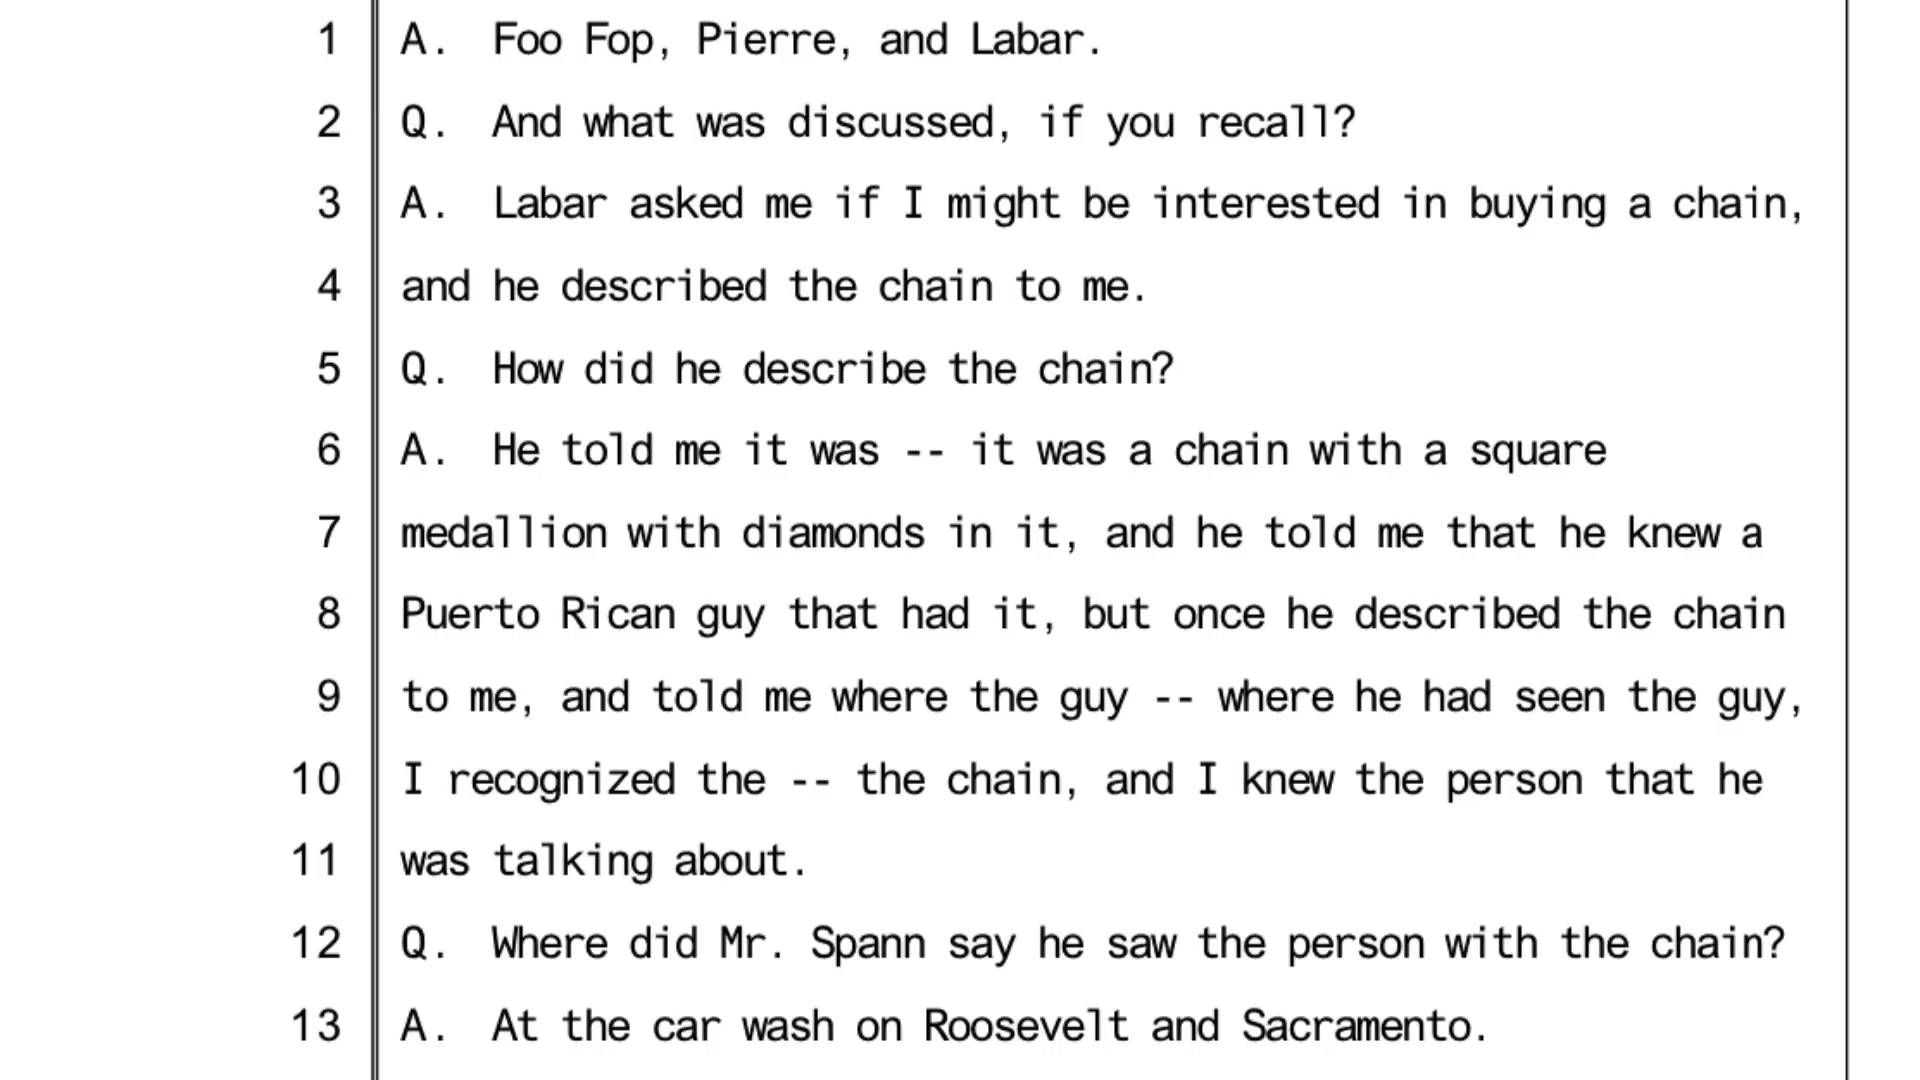 1 A. Foo Fop, Pierre, and Labar.
2 Q. And what was discussed, if you recall?
3 A. Labar asked me if I might be interested in buying a chain,
4 and he described the chain to me.
5 Q. How did he describe the chain?
6 A. He told me it was -- it was a chain with a square
7 medallion with diamonds in it, and he told me that he knew a
8 Puerto Rican guy that had it, but once he described the chain
9 to me, and told me where the guy -- where he had seen the guy,
10 I recognized the -- the chain, and I knew the person that he
11 was talking about.
12 Q. Where did Mr. Spann say he saw the person with the chain?
13 A. At the car wash on Roosevelt and Sacramento.